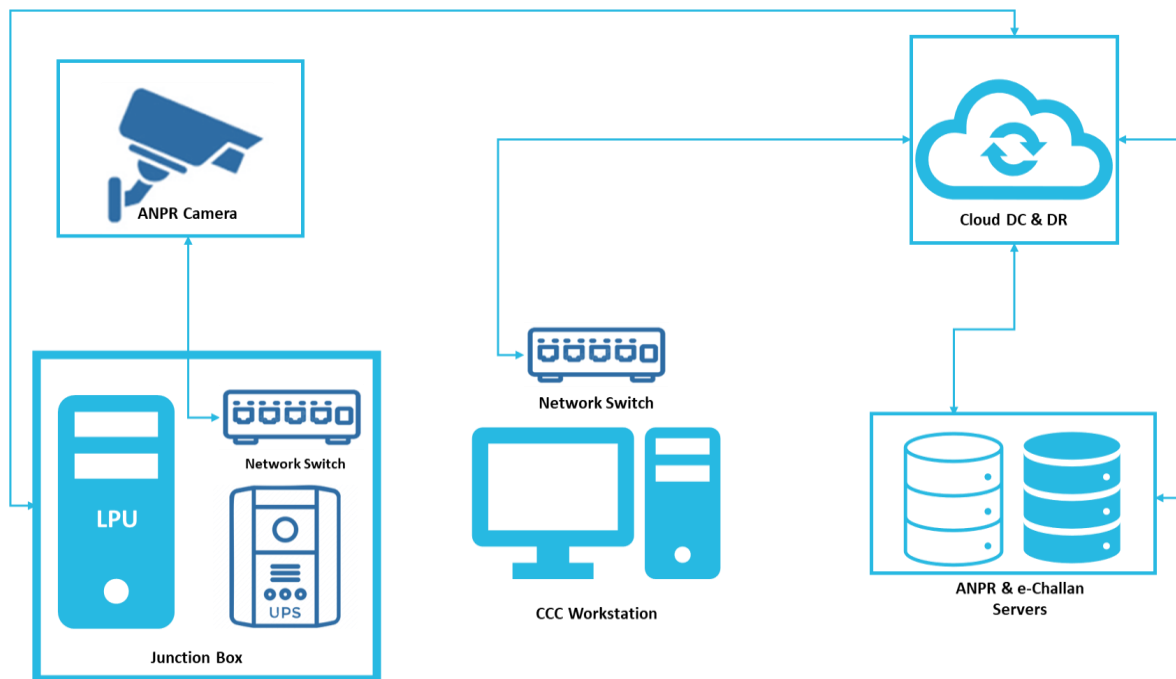 ANPR Camera
Cloud DC & DR
Network Switch
Network Switch
LPU
UPS
Junction Box
CCC Workstation
ANPR & e-Challan
Servers